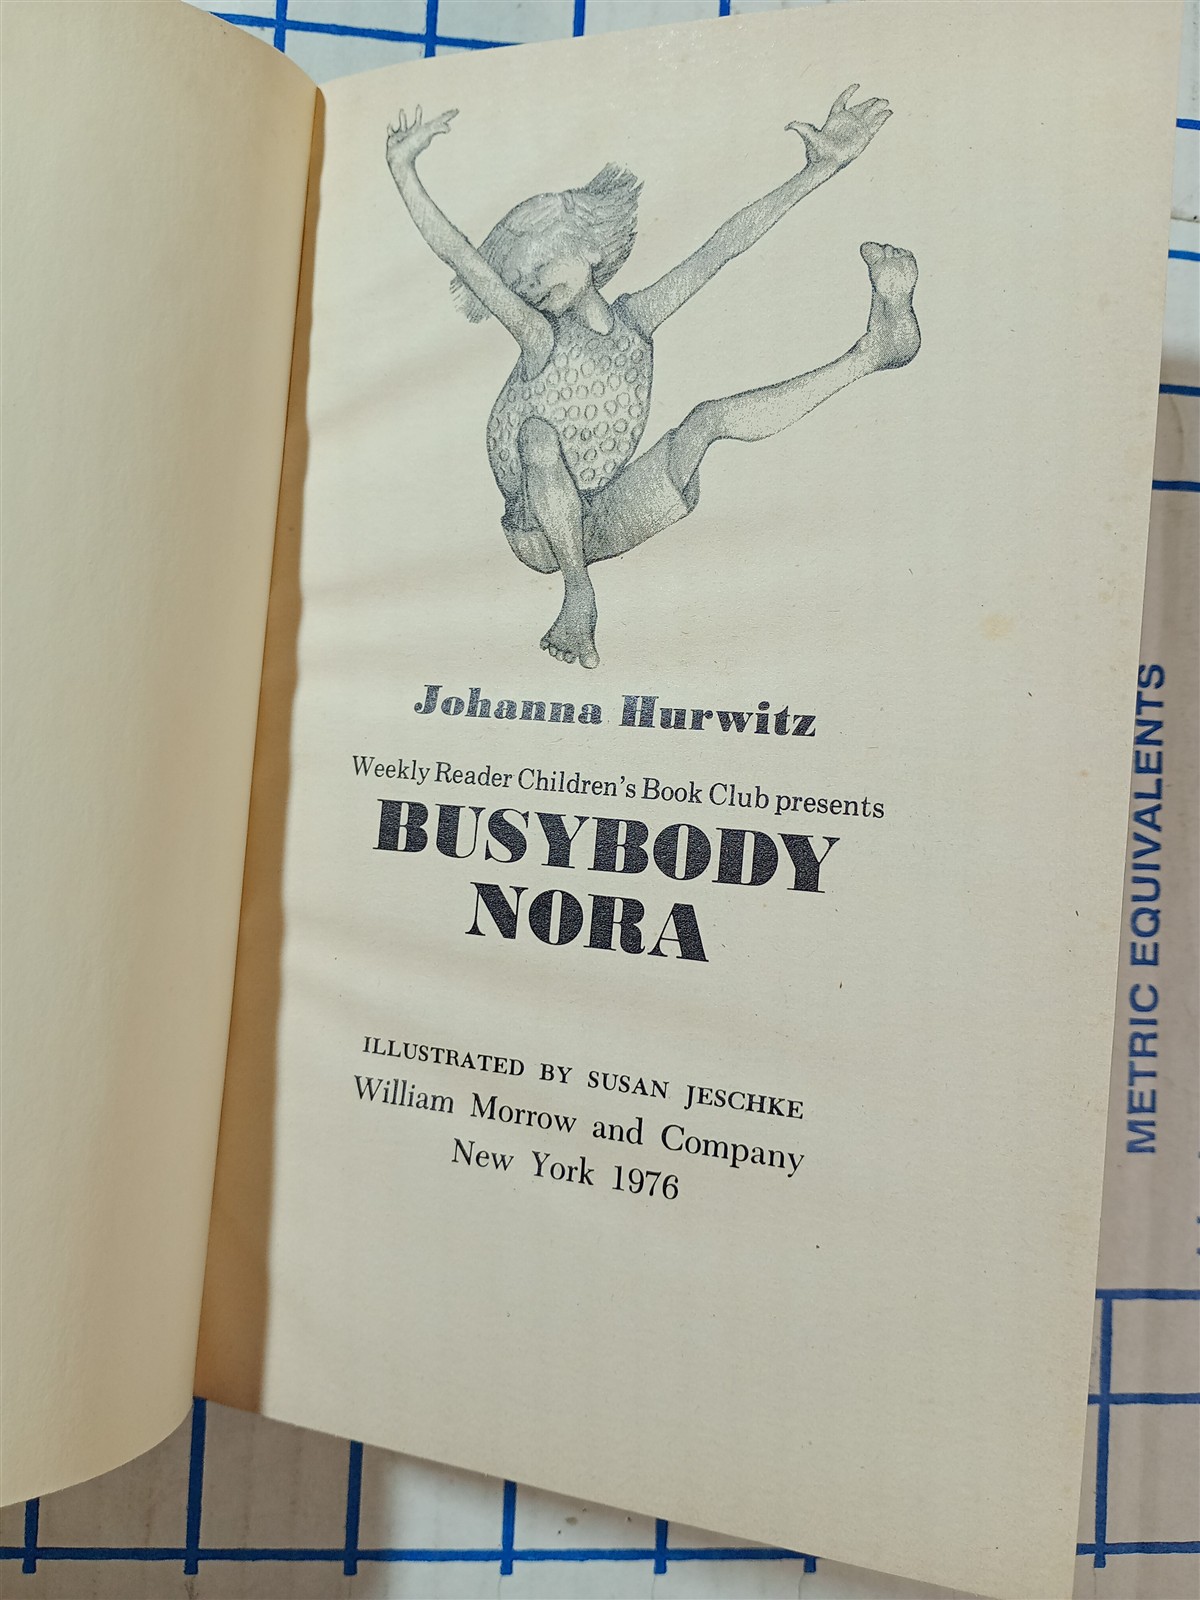 Johanna Hurwitz
Weekly Reader Children's Book Club presents
BUSYBODY
NORA
ILLUSTRATED BY SUSAN JESCHKE
William Morrow and Company
New York 1976
METRIC EQUIVALENTS